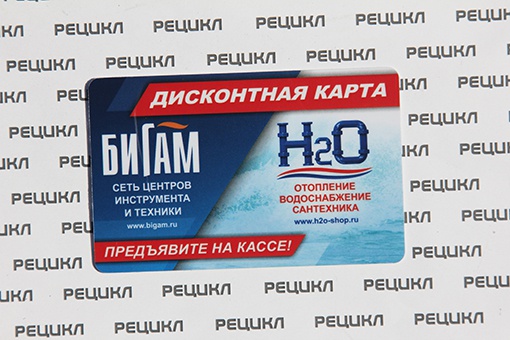 ДИСКОНТНАЯ КАРТА
БИГАМ
СЕТЬ ЦЕНТРОВ
ИНСТРУМЕНТА
И ТЕХНИКИ
www.bigam.ru
H2O
ОТОПЛЕНИЕ
ВОДОСНАБЖЕНИЕ
САНТЕХНИКА
www.h2o-shop.ru
ПРЕДЪЯВИТЕ НА КАССЕ!
РЕЦИКЛ